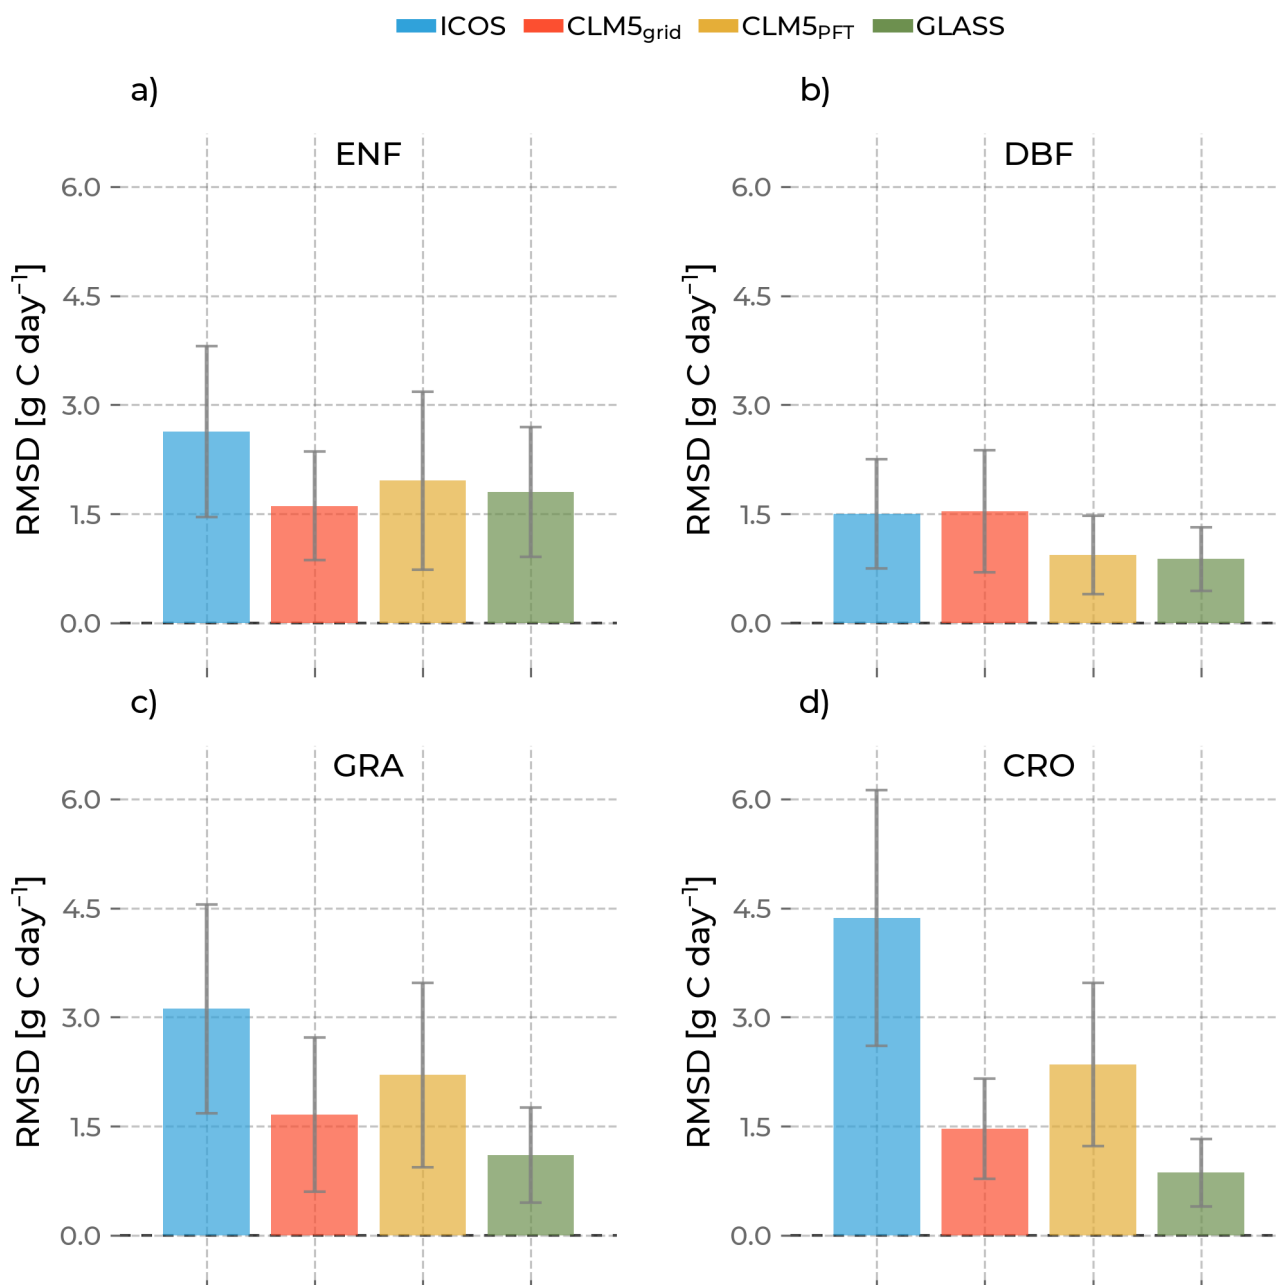 ICOS CLM5grid CLM5PFT GLASS
a) b)
ENF DBF
6.0 6.0
4.5 4.5
3.0 3.0
1.5 1.5
0.0 0.0
RMSD [g C day⁻¹] RMSD [g C day⁻¹]
c) d)
GRA CRO
6.0 6.0
4.5 4.5
3.0 3.0
1.5 1.5
0.0 0.0
RMSD [g C day⁻¹] RMSD [g C day⁻¹]